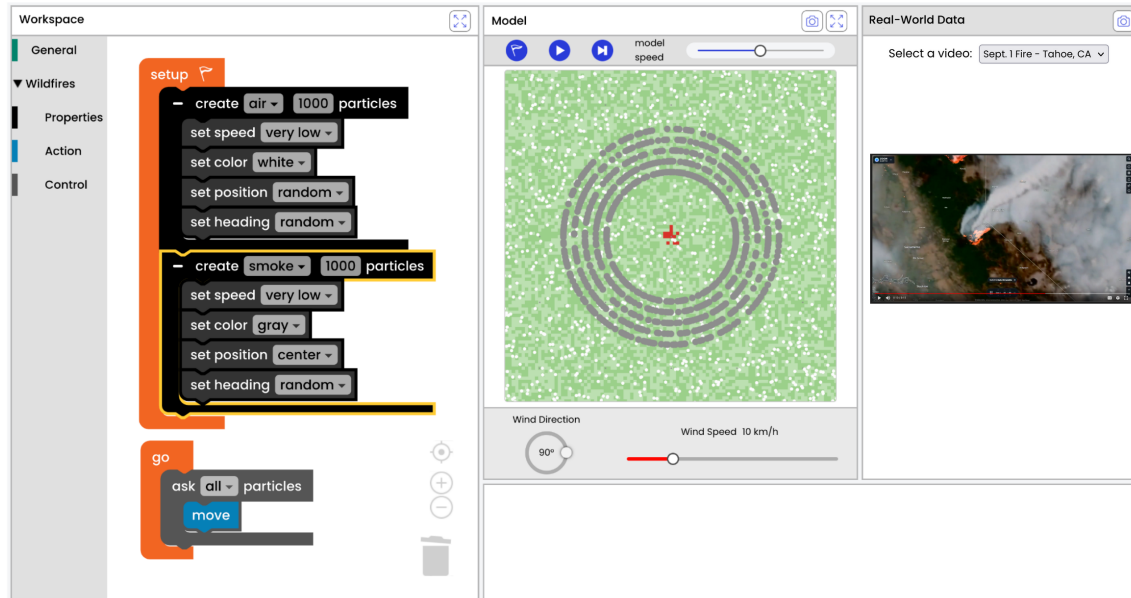 Workspace
General
Wildfires
Properties
Action
Control
setup
create air 1000 particles
set speed very low
set color white
set position random
set heading random
create smoke 1000 particles
set speed very low
set color gray
set position center
set heading random
go
ask all particles
move
Model
model
speed
Wind Direction
90º
Wind Speed 10 km/h
Real-World Data
Select a video: Sept. 1 Fire - Tahoe, CA